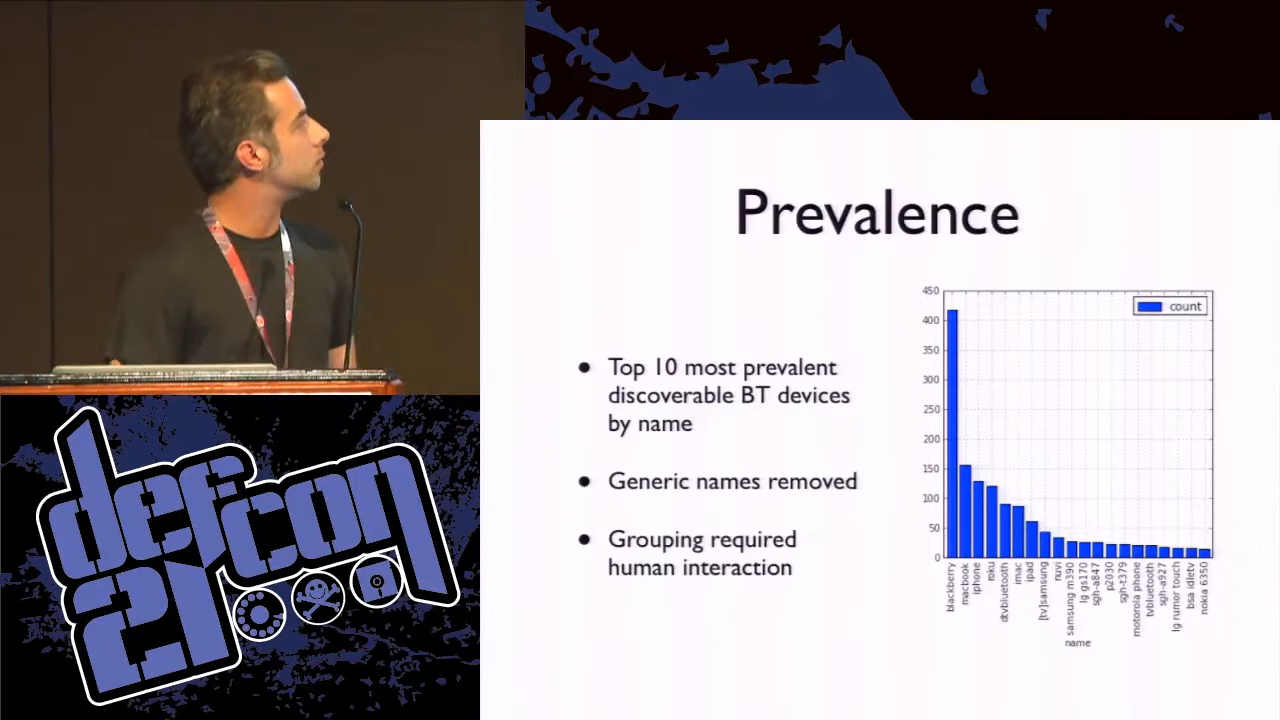 Prevalence
Top 10 most prevalent
discoverable BT devices
by name
Generic names removed
Grouping required
human interaction
450
400
350
300
250
200
150
100
50
0
count
blackberry
macbook
iphone
roku
dtvbluetooth
imac
ipad
[tv]samsung
nuvi
samsung m390
lg gs170
sgh-a847
p2030
sgh-t379
motorola phone
tvbluetooth
sgh-a927
lg rumor touch
bsa idletv
nokia 6350
name
defcon
21